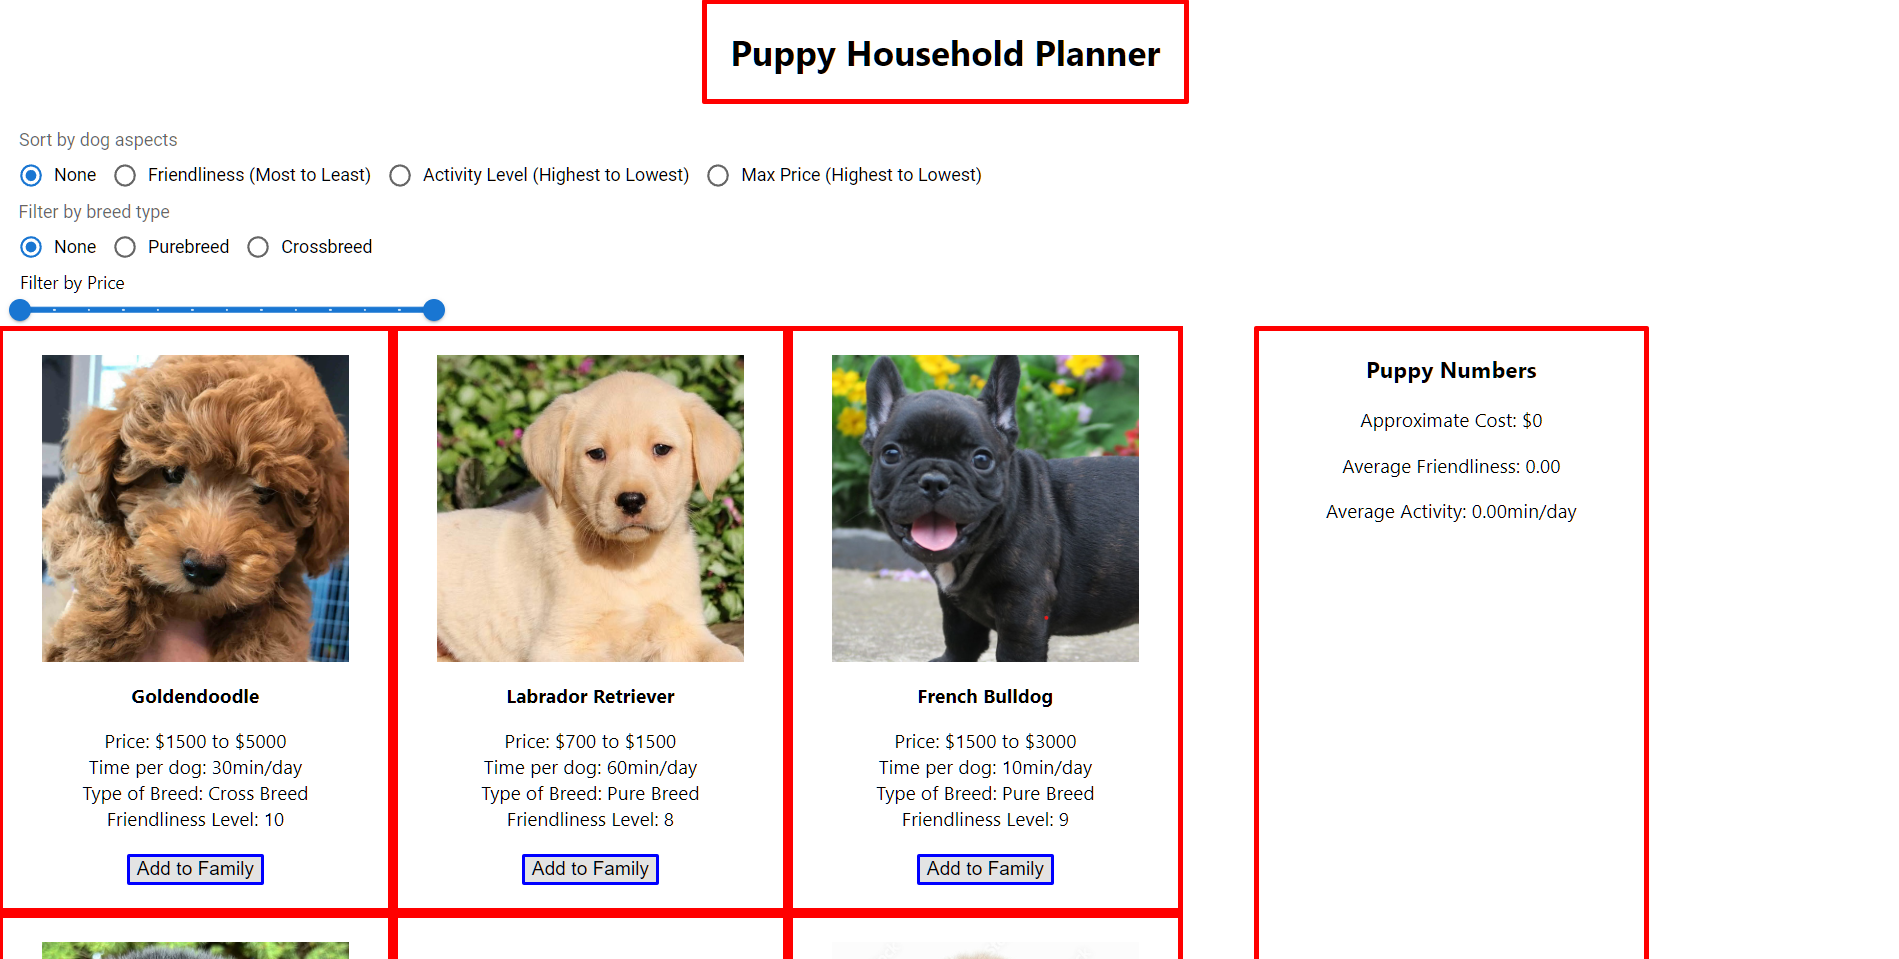 Puppy Household Planner
Sort by dog aspects
None Friendliness (Most to Least) Activity Level (Highest to Lowest) Max Price (Highest to Lowest)
Filter by breed type
None Purebreed Crossbreed
Filter by Price
Goldendoodle
Price: $1500 to $5000
Time per dog: 30min/day
Type of Breed: Cross Breed
Friendliness Level: 10
Add to Family
Labrador Retriever
Price: $700 to $1500
Time per dog: 60min/day
Type of Breed: Pure Breed
Friendliness Level: 8
Add to Family
French Bulldog
Price: $1500 to $3000
Time per dog: 10min/day
Type of Breed: Pure Breed
Friendliness Level: 9
Add to Family
Puppy Numbers
Approximate Cost: $0
Average Friendliness: 0.00
Average Activity: 0.00min/day